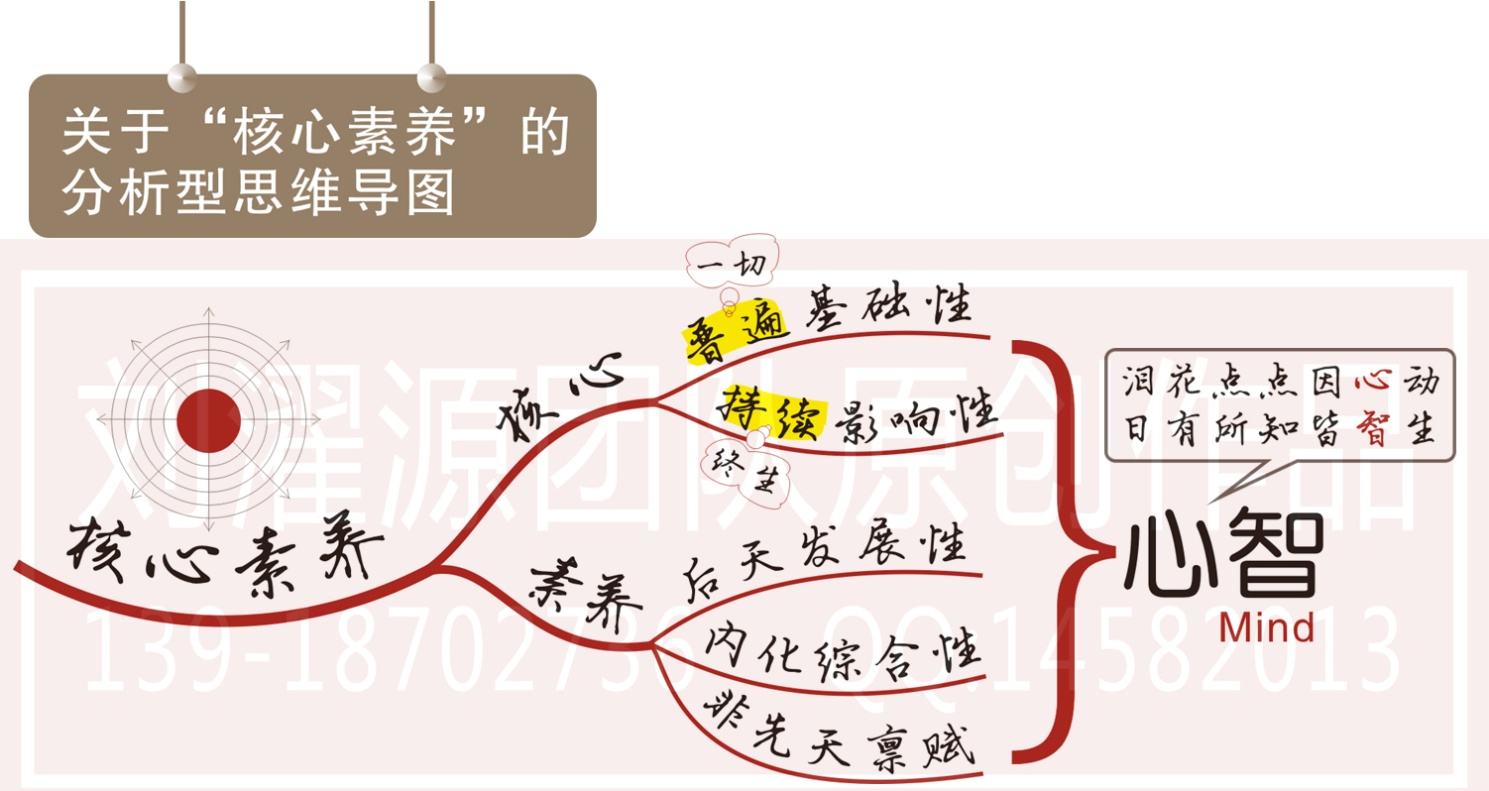 关于“核心素养”的
分析型思维导图
一切
普遍基础性
核心
持续影响性
终生
核心素养
素养
后天发展性
内化综合性
非先天禀赋
泪花点点因心动
日有所知皆智生
心智
Mind
刘濯源团队原创作品
139-18702736 QQ:14582013